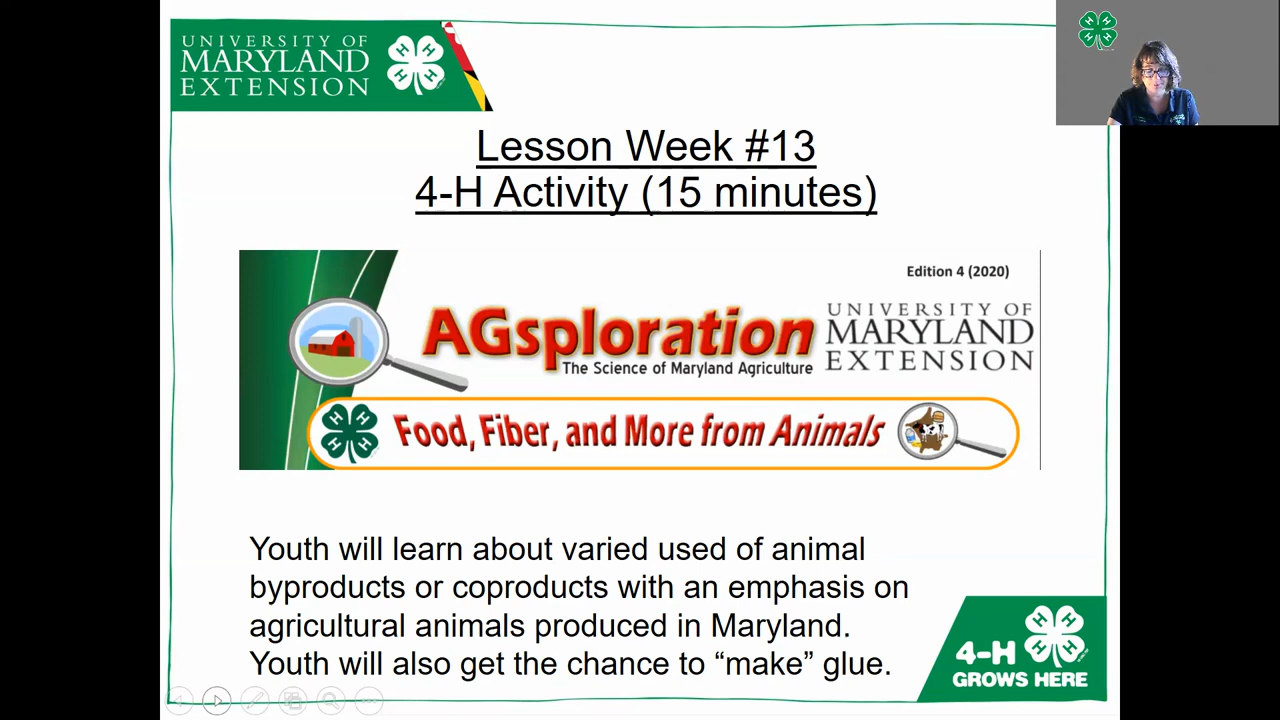 UNIVERSITY OF
MARYLAND
EXTENSION
Lesson Week #13
4-H Activity (15 minutes)
Edition 4 (2020)
AGsploration
The Science of Maryland Agriculture
UNIVERSITY OF
MARYLAND
EXTENSION
Food, Fiber, and More from Animals
Youth will learn about varied used of animal
byproducts or coproducts with an emphasis on
agricultural animals produced in Maryland.
Youth will also get the chance to “make” glue.
4-H
GROWS HERE